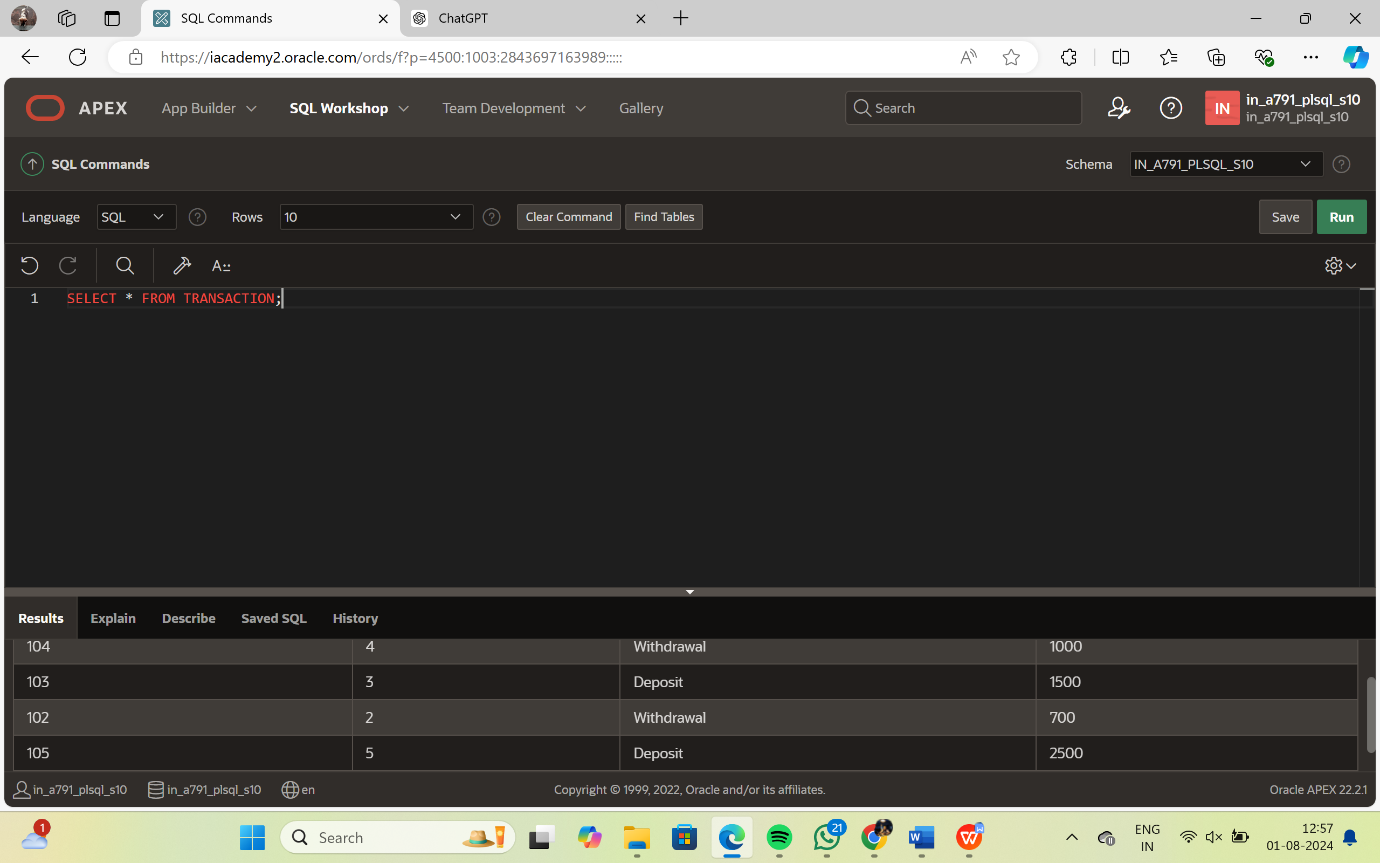 SQL Commands
ChatGPT
https://iacademy2.oracle.com/ords/f?p=4500:1003:2843697163989:::::
APEX App Builder SQL Workshop Team Development Gallery Search IN in_a791_plsql_s10
in_a791_plsql_s10
SQL Commands Schema IN_A791_PLSQL_S10
Language SQL Rows 10 Clear Command Find Tables Save Run
1 SELECT * FROM TRANSACTION;
Results Explain Describe Saved SQL History
104 4 Withdrawal 1000
103 3 Deposit 1500
102 2 Withdrawal 700
105 5 Deposit 2500
in_a791_plsql_s10 in_a791_plsql_s10 en Copyright © 1999, 2022, Oracle and/or its affiliates. Oracle APEX 22.2.1
1 Search 21 ENG
IN
12:57
01-08-2024